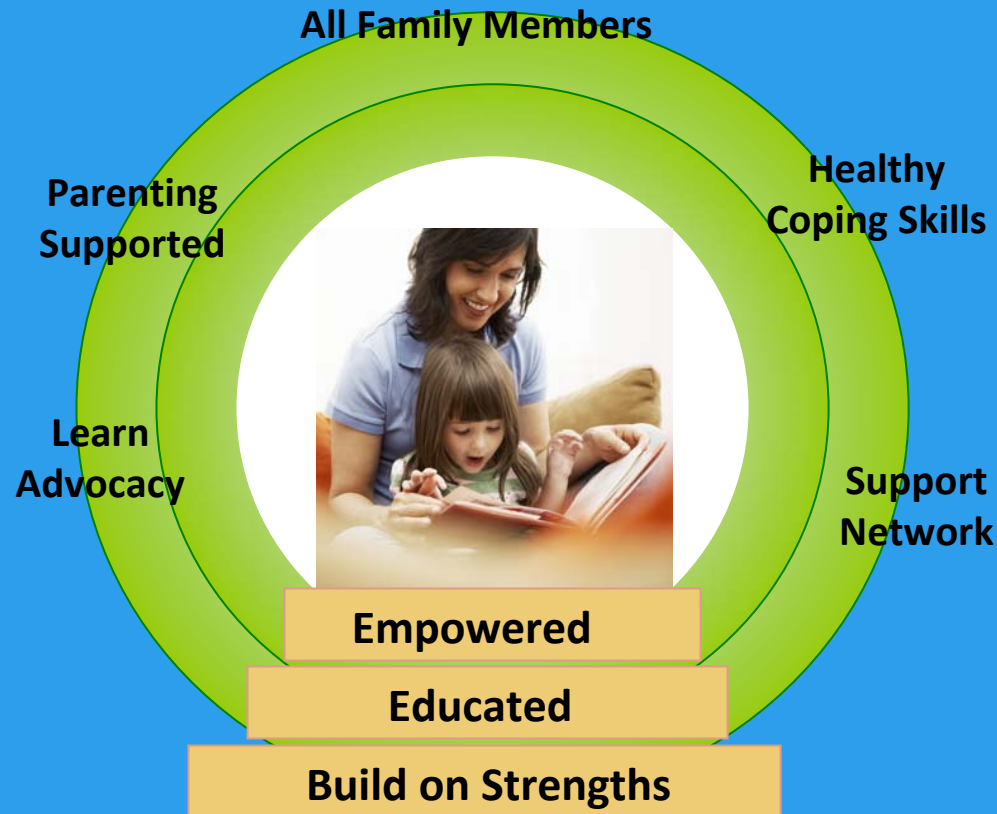 All Family Members
Healthy
Coping Skills
Parenting
Supported
Learn
Advocacy
Support
Network
Empowered
Educated
Build on Strengths